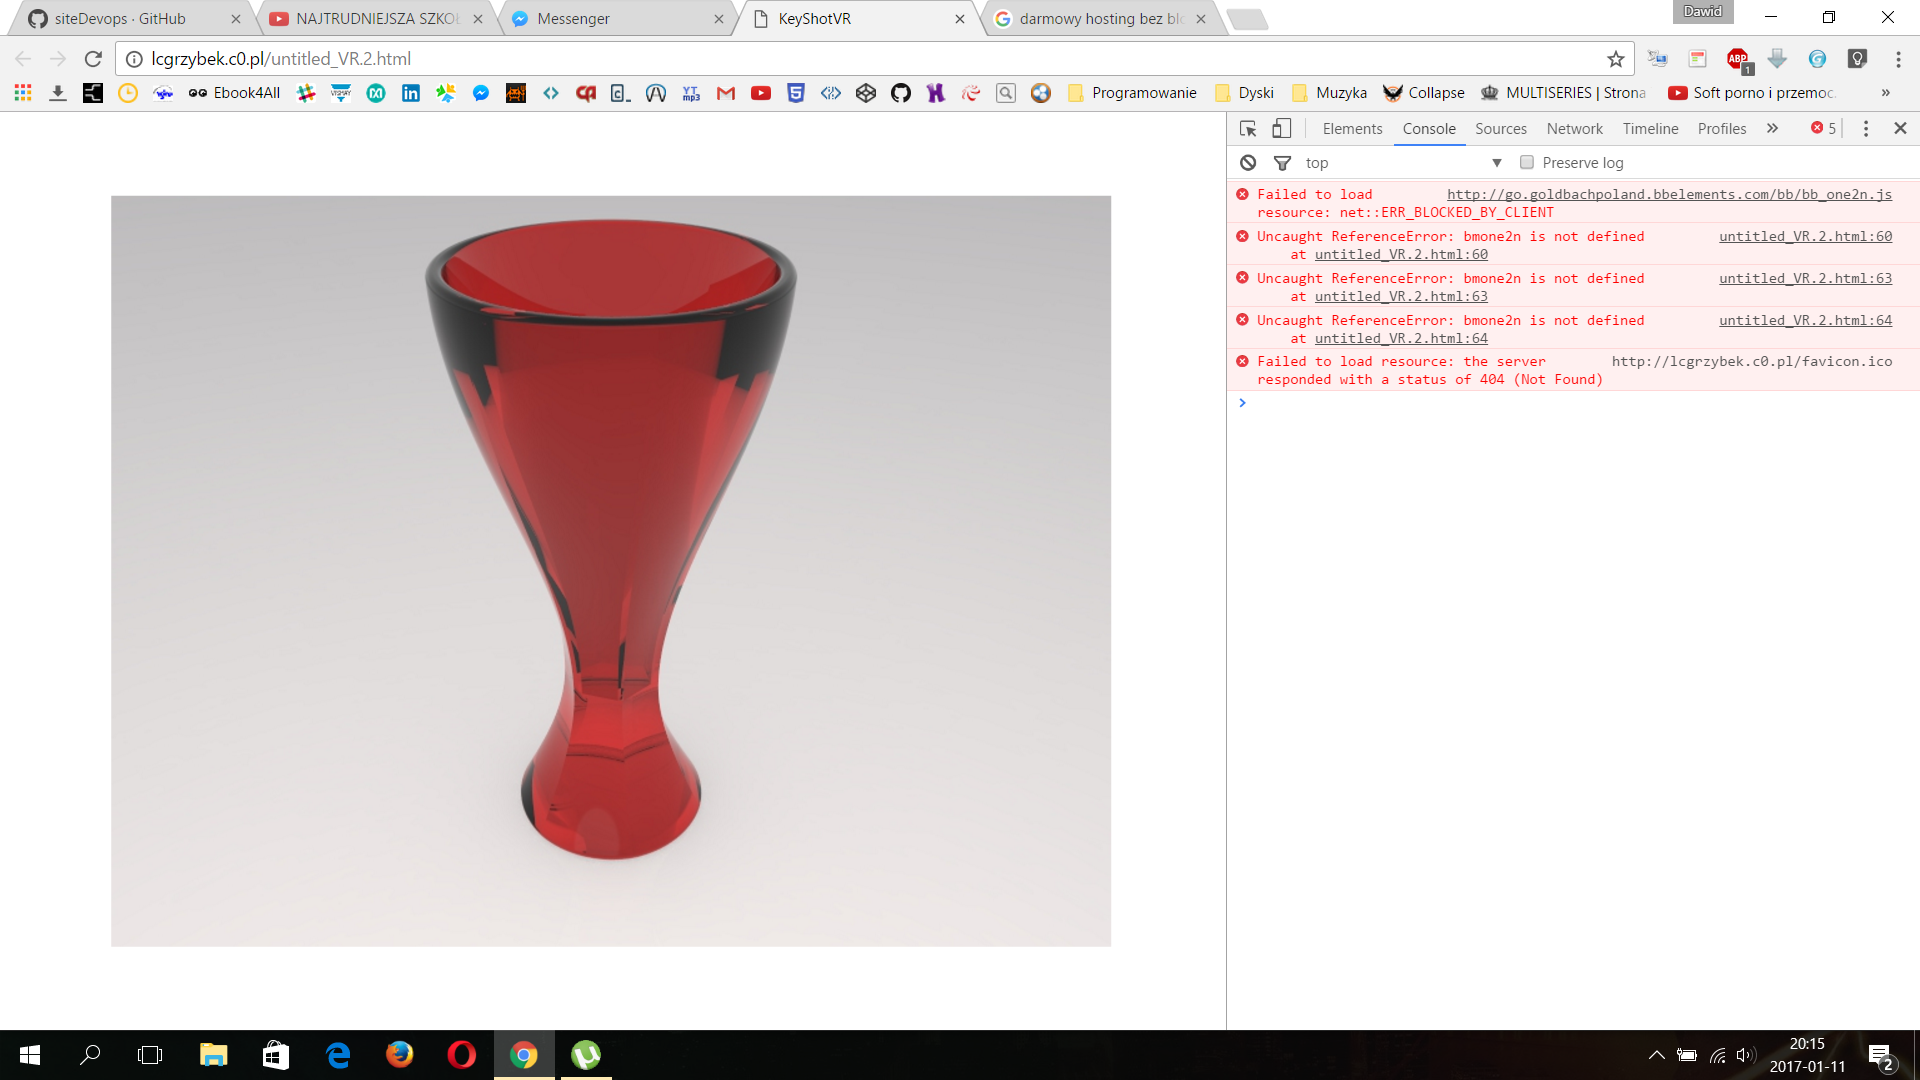 siteDevops · GitHub
NAJTRUDNIEJSZA SZKO
Messenger
KeyShotVR
darmowy hosting bez blo
Dawid
lcgrzybek.c0.pl/untitled_VR.2.html
ABP
1
Ebook4All
YT mp3
Programowanie
Dyski
Muzyka
Collapse
MULTISERIES | Strona
Soft porno i przemoc
»
Elements
Console
Sources
Network
Timeline
Profiles
»
5
top
Preserve log
Failed to load http://go.goldbachpoland.bbelements.com/bb/bb_one2n.js
resource: net::ERR_BLOCKED_BY_CLIENT
Uncaught ReferenceError: bmone2n is not defined untitled_VR.2.html:60
at untitled_VR.2.html:60
Uncaught ReferenceError: bmone2n is not defined untitled_VR.2.html:63
at untitled_VR.2.html:63
Uncaught ReferenceError: bmone2n is not defined untitled_VR.2.html:64
at untitled_VR.2.html:64
Failed to load resource: the server http://lcgrzybek.c0.pl/favicon.ico
responded with a status of 404 (Not Found)
20:15
2017-01-11
2